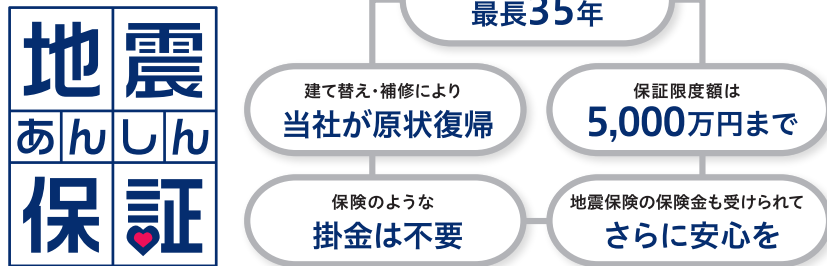 地震
あんしん
保証
最長35年
建て替え・補修により
当社が原状復帰
保証限度額は
5,000万円まで
保険のような
掛金は不要
地震保険の保険金も受けられて
さらに安心を